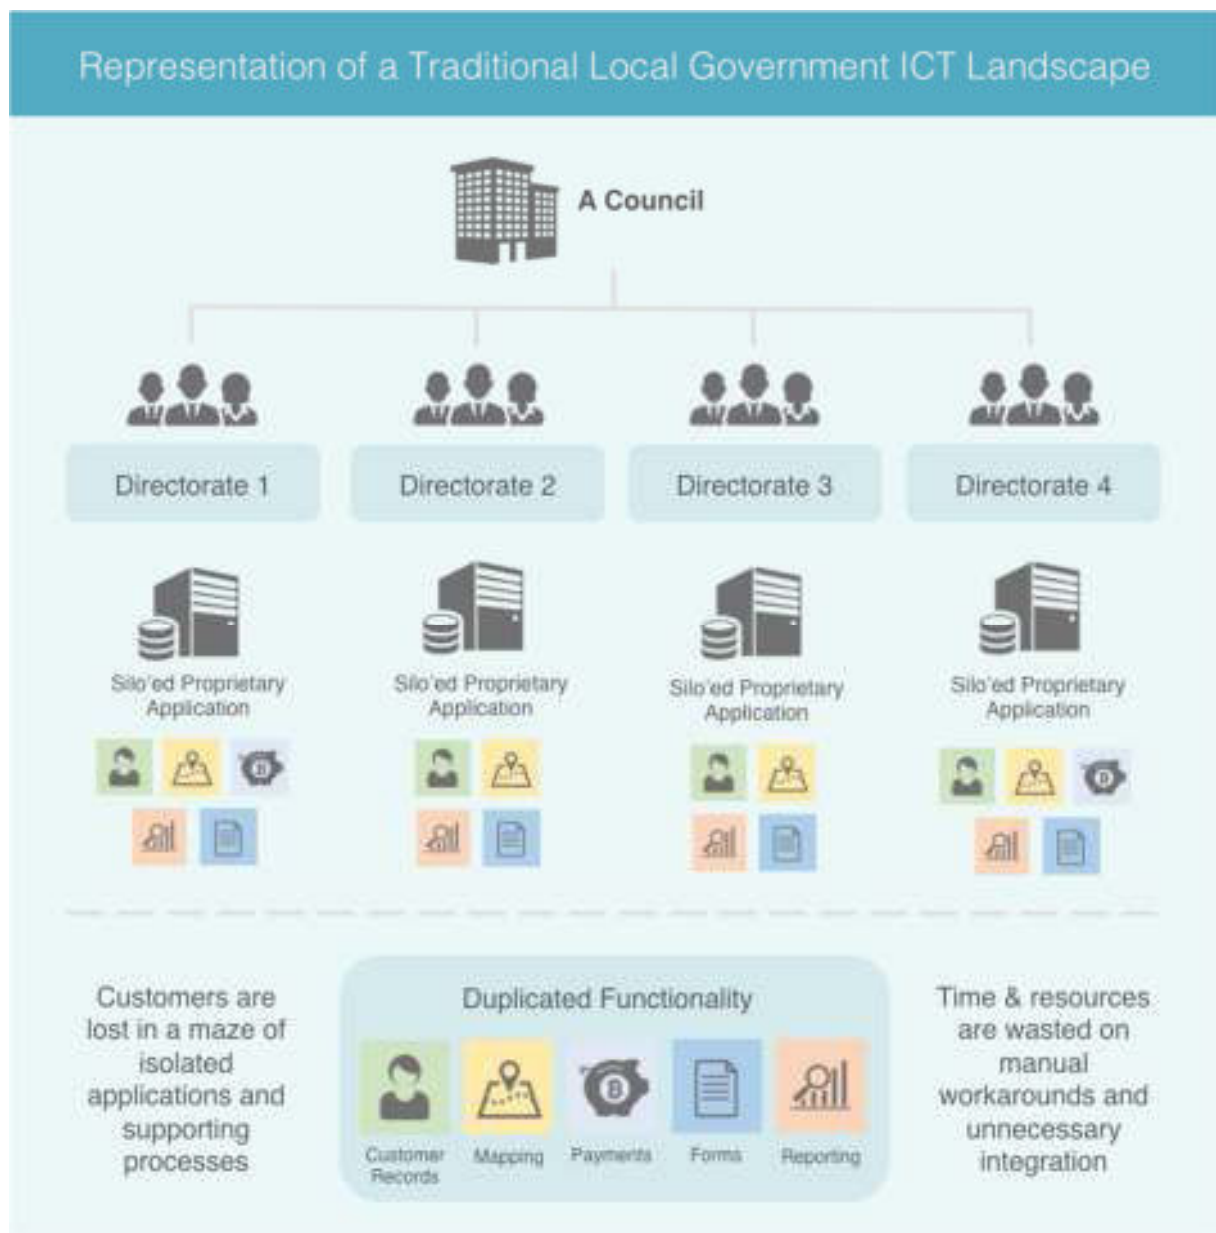 Representation of a Traditional Local Government ICT Landscape
A Council
Directorate 1
Directorate 2
Directorate 3
Directorate 4
Silo'ed Proprietary
Application
Silo'ed Proprietary
Application
Silo'ed Proprietary
Application
Silo'ed Proprietary
Application
Customers are
lost in a maze of
isolated
applications and
supporting
processes
Duplicated Functionality
Customer
Records
Mapping
Payments
Forms
Reporting
Time & resources
are wasted on
manual
workarounds and
unnecessary
integration